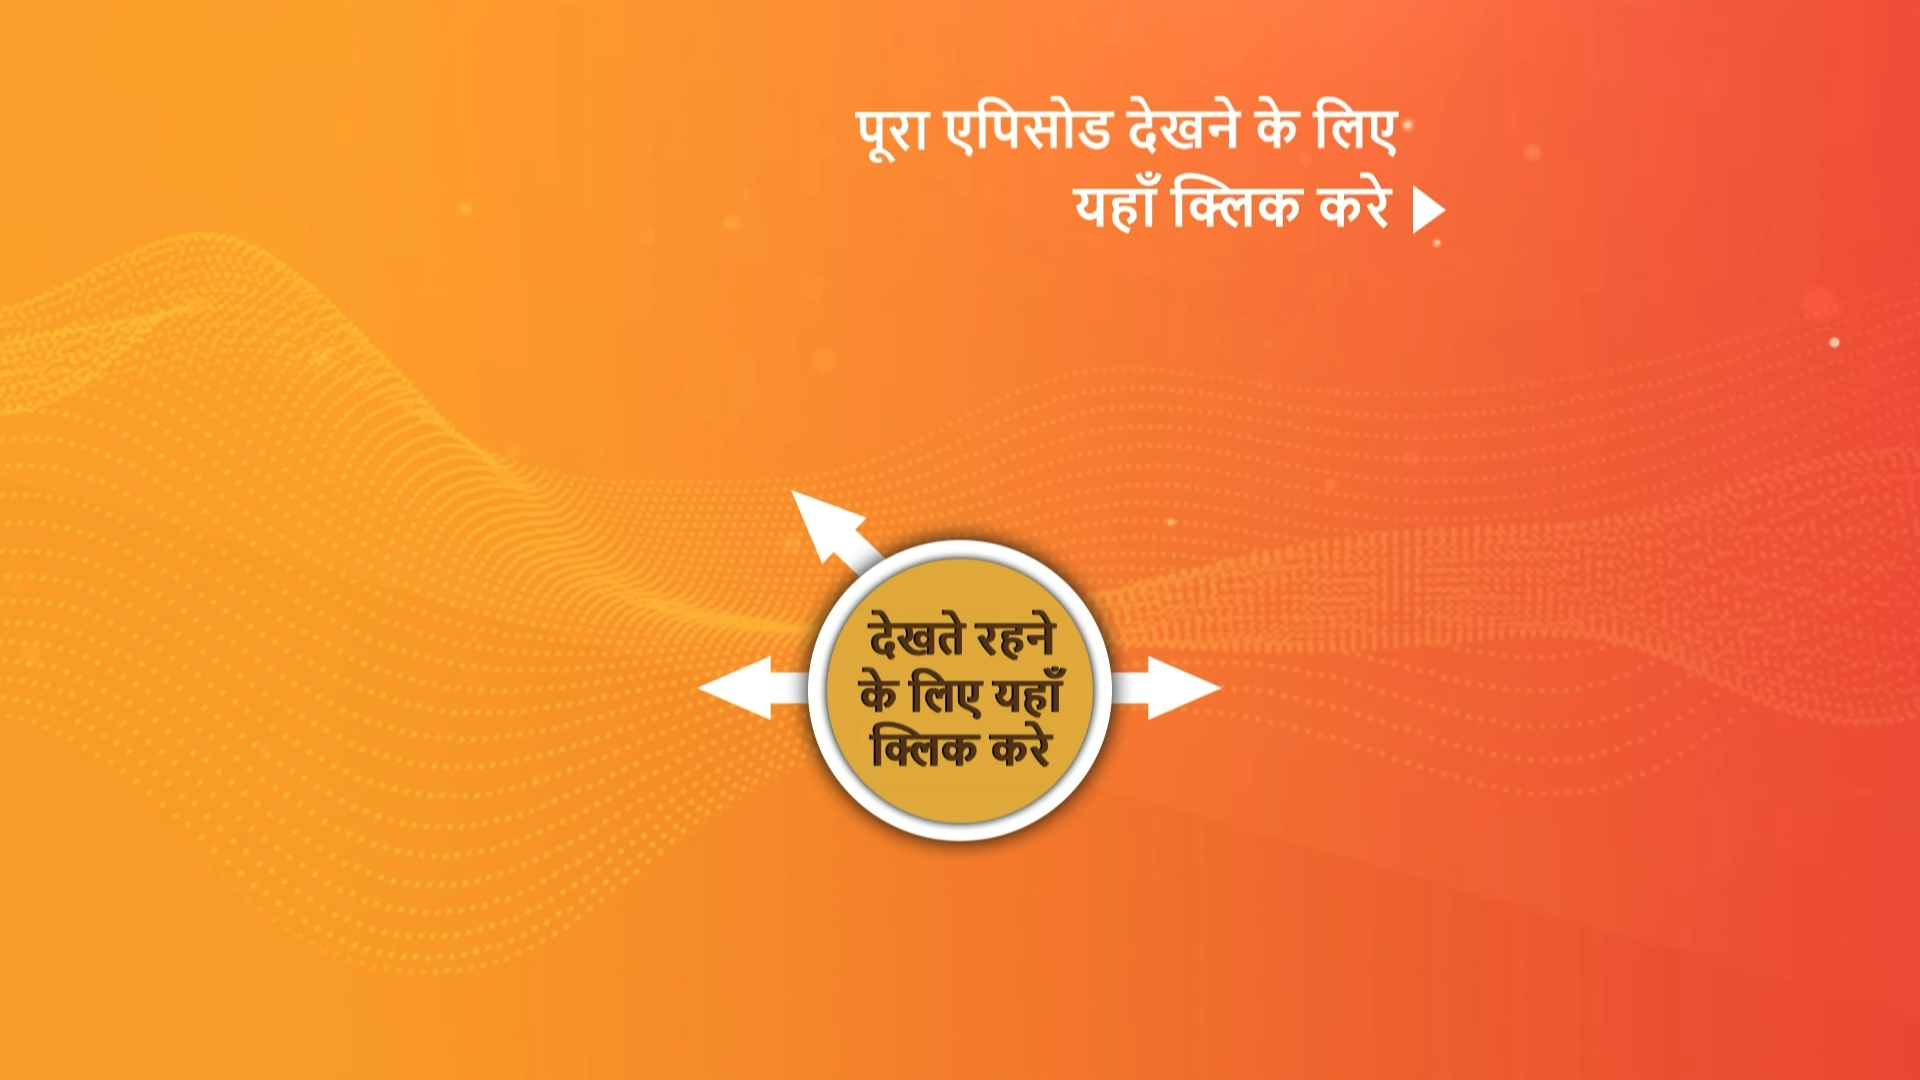 पूरा एपिसोड देखने के लिए
यहाँ क्लिक करे
देखते रहने
के लिए यहाँ
क्लिक करे